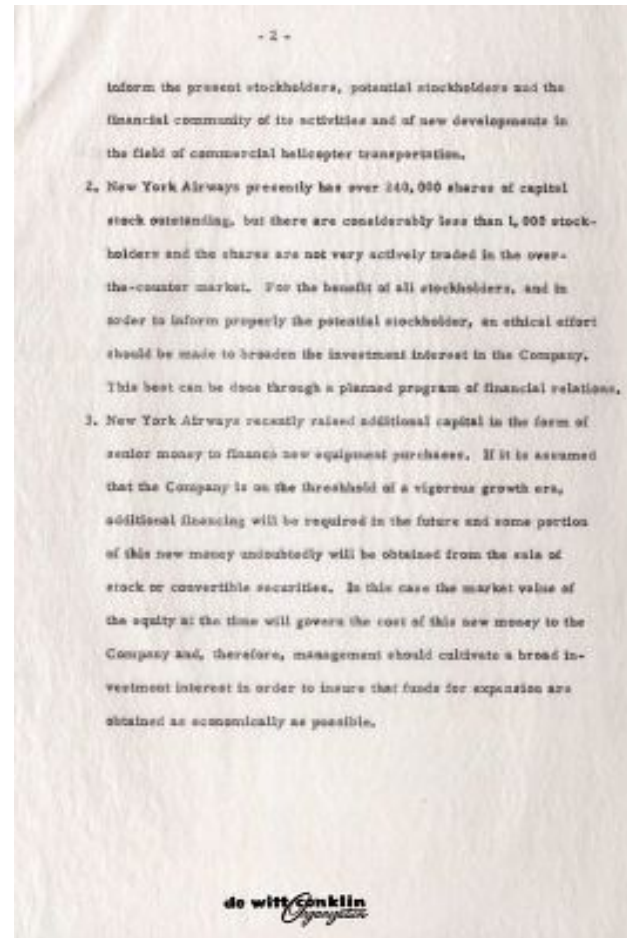 - 2 -
inform the present stockholders, potential stockholders and the
financial community of its activities and of new developments in
the field of commercial helicopter transportation.
2. New York Airways presently has over 240,000 shares of capital
stock outstanding, but there are considerably less than 1,000 stock-
holders and the shares are not very actively traded in the over-
the-counter market. For the benefit of all stockholders, and in
order to inform properly the potential stockholder, an ethical effort
should be made to broaden the investment interest in the Company.
This best can be done through a planned program of financial relations.
3. New York Airways recently raised additional capital in the form of
senior money to finance new equipment purchases. If it is assumed
that the Company is on the threshhold of a vigorous growth era,
additional financing will be required in the future and some portion
of this new money undoubtedly will be obtained from the sale of
stock or convertible securities. In this case the market value of
the equity at the time will govern the cost of this new money to the
Company and, therefore, management should cultivate a broad in-
vestment interest in order to insure that funds for expansion are
obtained as economically as possible.
de witt conklin
Organization